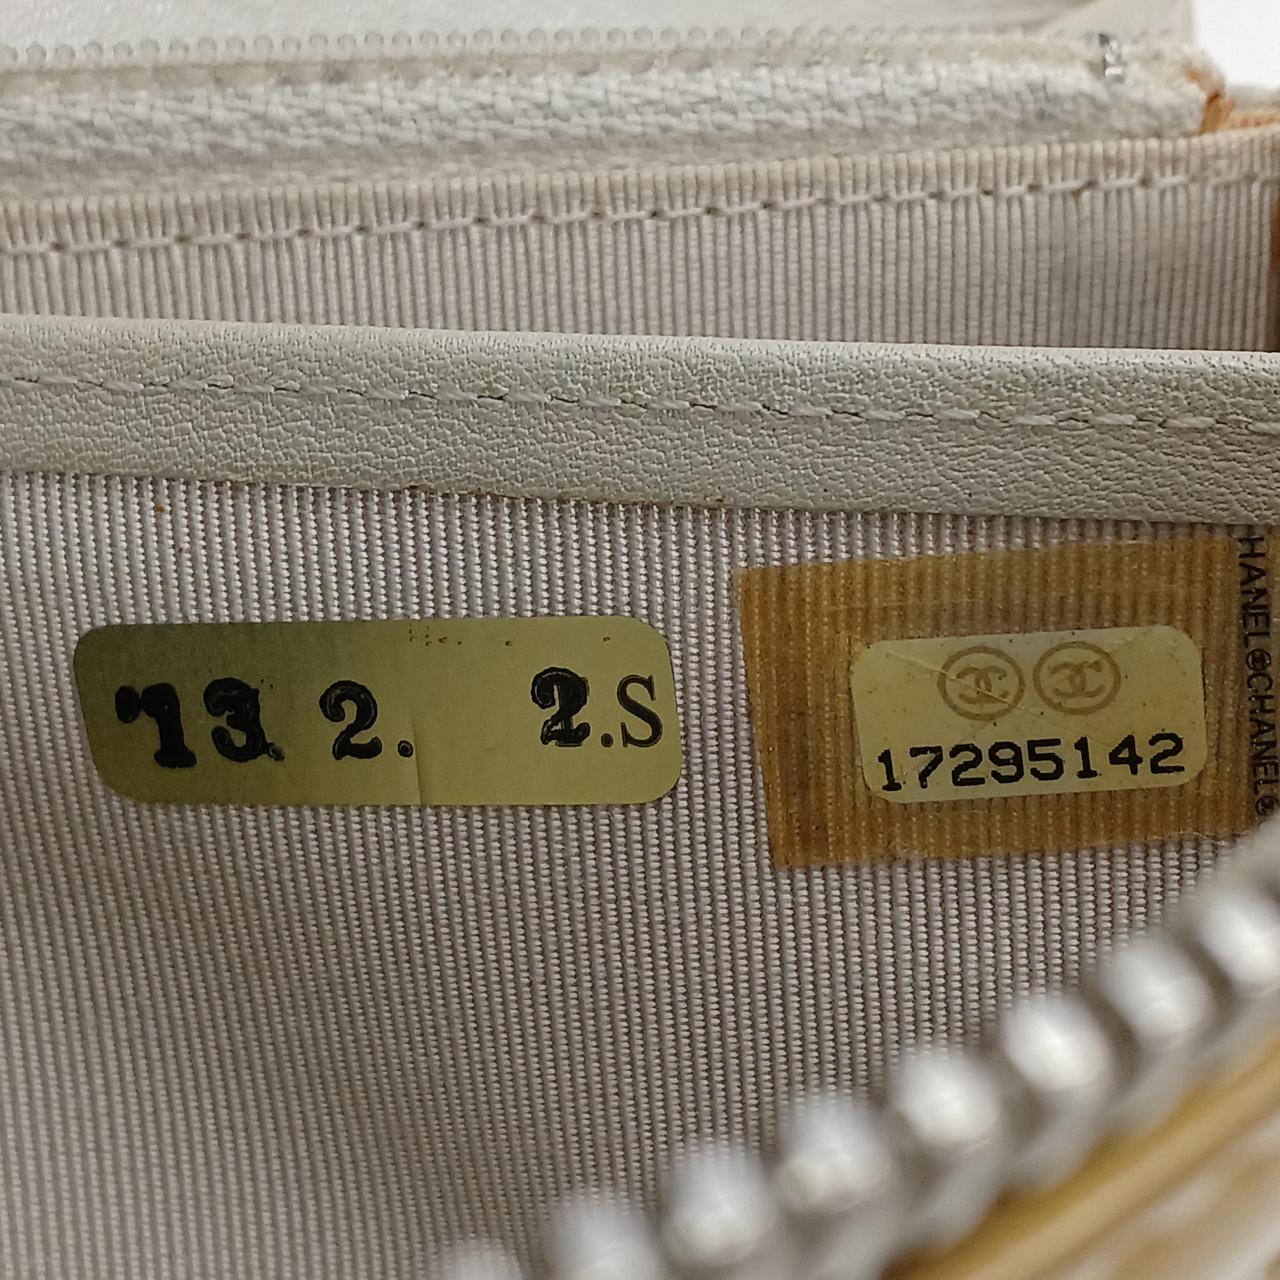 '13. 2. 2.S
17295142
HANEL
CHANEL